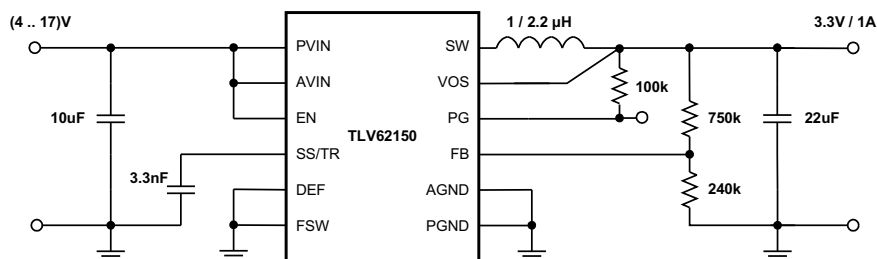 (4 .. 17)V
1 / 2.2 µH
3.3V / 1A
PVIN
SW
AVIN
VOS
100k
10uF
EN
PG
750k
22uF
TLV62150
SS/TR
FB
3.3nF
DEF
AGND
240k
FSW
PGND